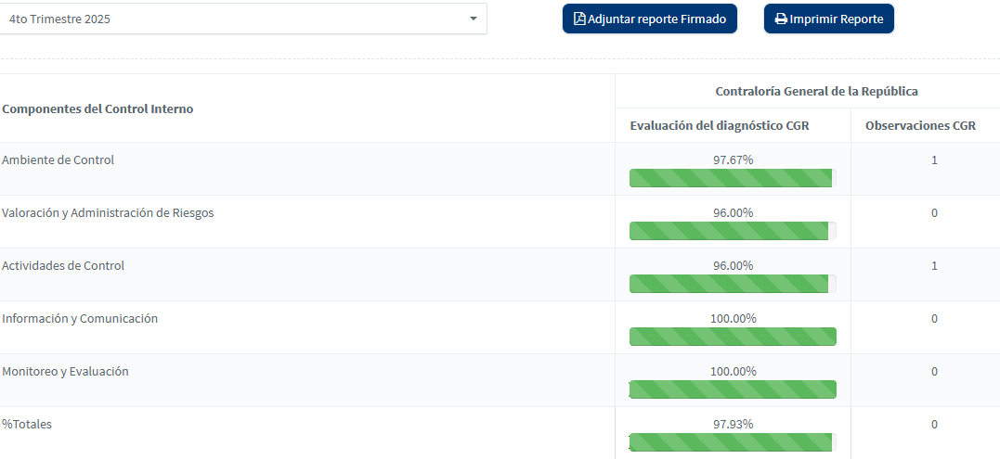 4to Trimestre 2025
Adjuntar reporte Firmado
Imprimir Reporte
Componentes del Control Interno
Contraloría General de la República
Evaluación del diagnóstico CGR
Observaciones CGR
Ambiente de Control
97.67%
1
Valoración y Administración de Riesgos
96.00%
0
Actividades de Control
96.00%
1
Información y Comunicación
100.00%
0
Monitoreo y Evaluación
100.00%
0
%Totales
97.93%
0